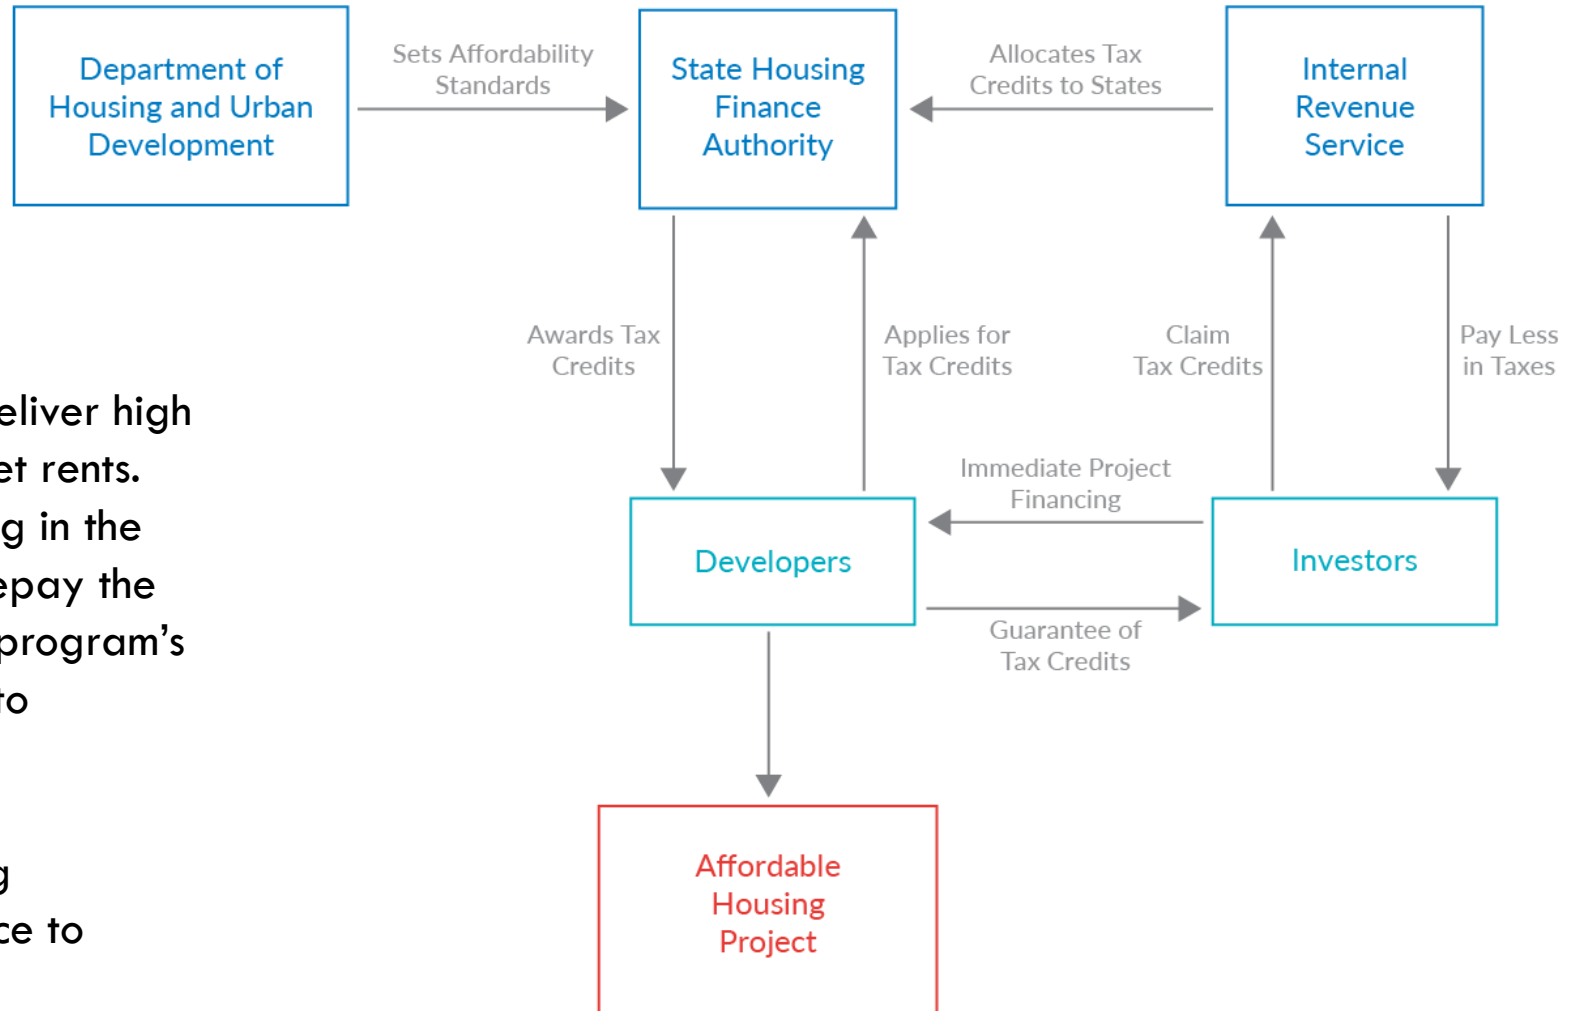 Department of
Housing and Urban
Development
Sets Affordability
Standards
State Housing
Finance
Authority
Allocates Tax
Credits to States
Internal
Revenue
Service
Awards Tax
Credits
Applies for
Tax Credits
Claim
Tax Credits
Pay Less
in Taxes
eliver high
et rents.
g in the
epay the
program’s
to
g
ce to
Immediate Project
Financing
Developers
Investors
Guarantee of
Tax Credits
Affordable
Housing
Project